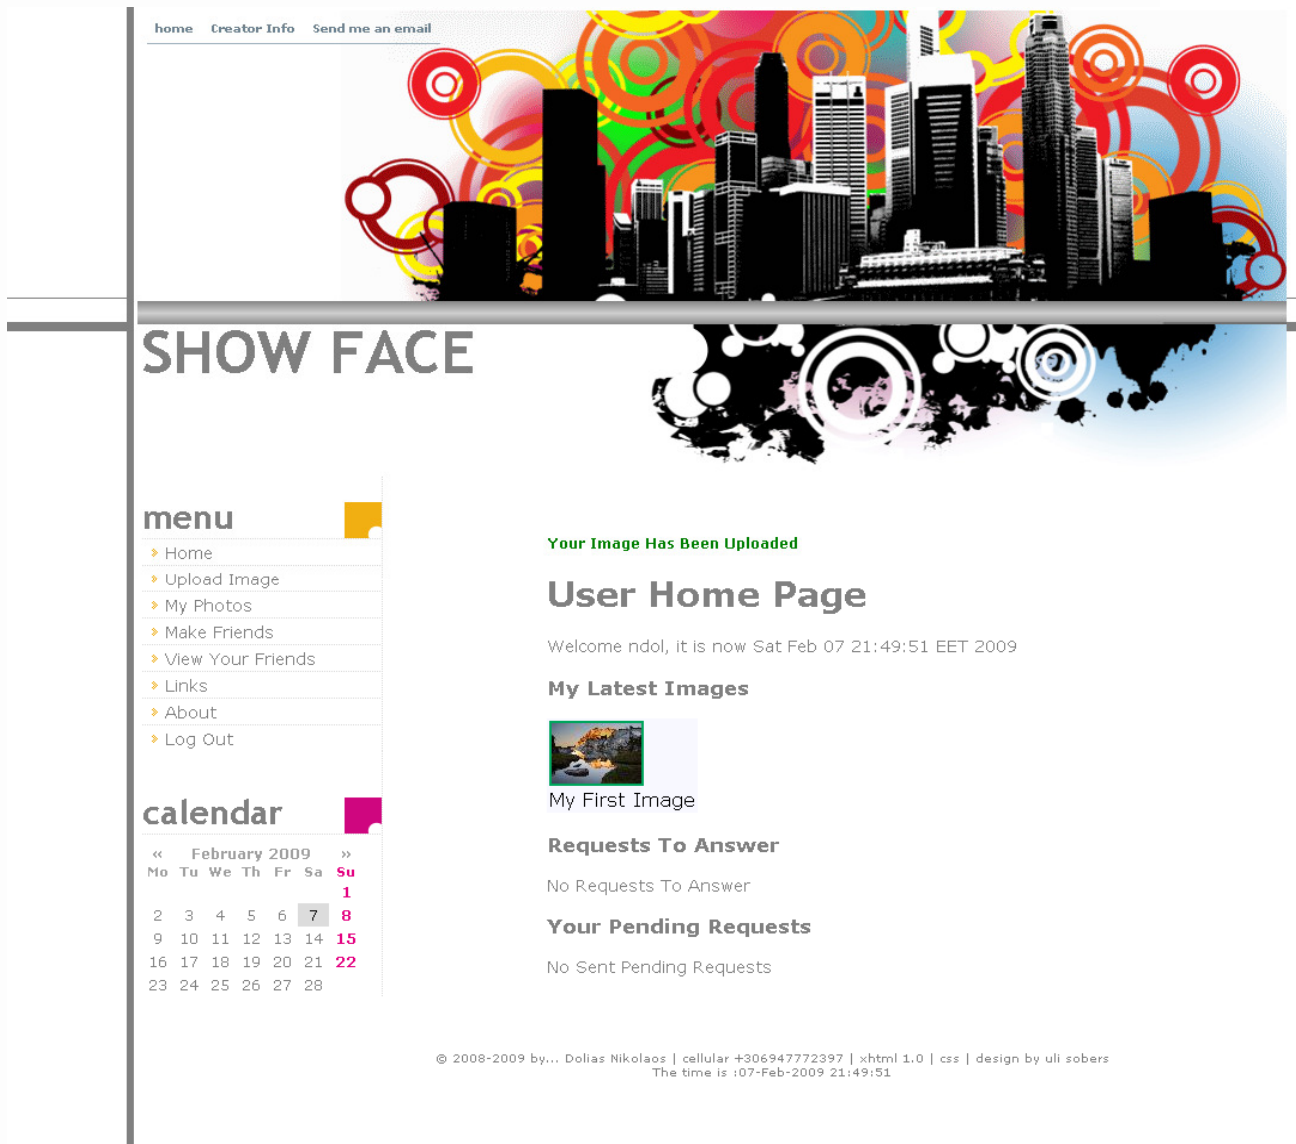 home Creator Info Send me an email
SHOW FACE
menu
Home
Upload Image
My Photos
Make Friends
View Your Friends
Links
About
Log Out
calendar
« February 2009 »
Mo Tu We Th Fr Sa Su
1
2 3 4 5 6 7 8
9 10 11 12 13 14 15
16 17 18 19 20 21 22
23 24 25 26 27 28
Your Image Has Been Uploaded
User Home Page
Welcome ndol, it is now Sat Feb 07 21:49:51 EET 2009
My Latest Images
My First Image
Requests To Answer
No Requests To Answer
Your Pending Requests
No Sent Pending Requests
© 2008-2009 by... Dolias Nikolaos | cellular +306947772397 | xhtml 1.0 | css | design by uli sobers
The time is :07-Feb-2009 21:49:51